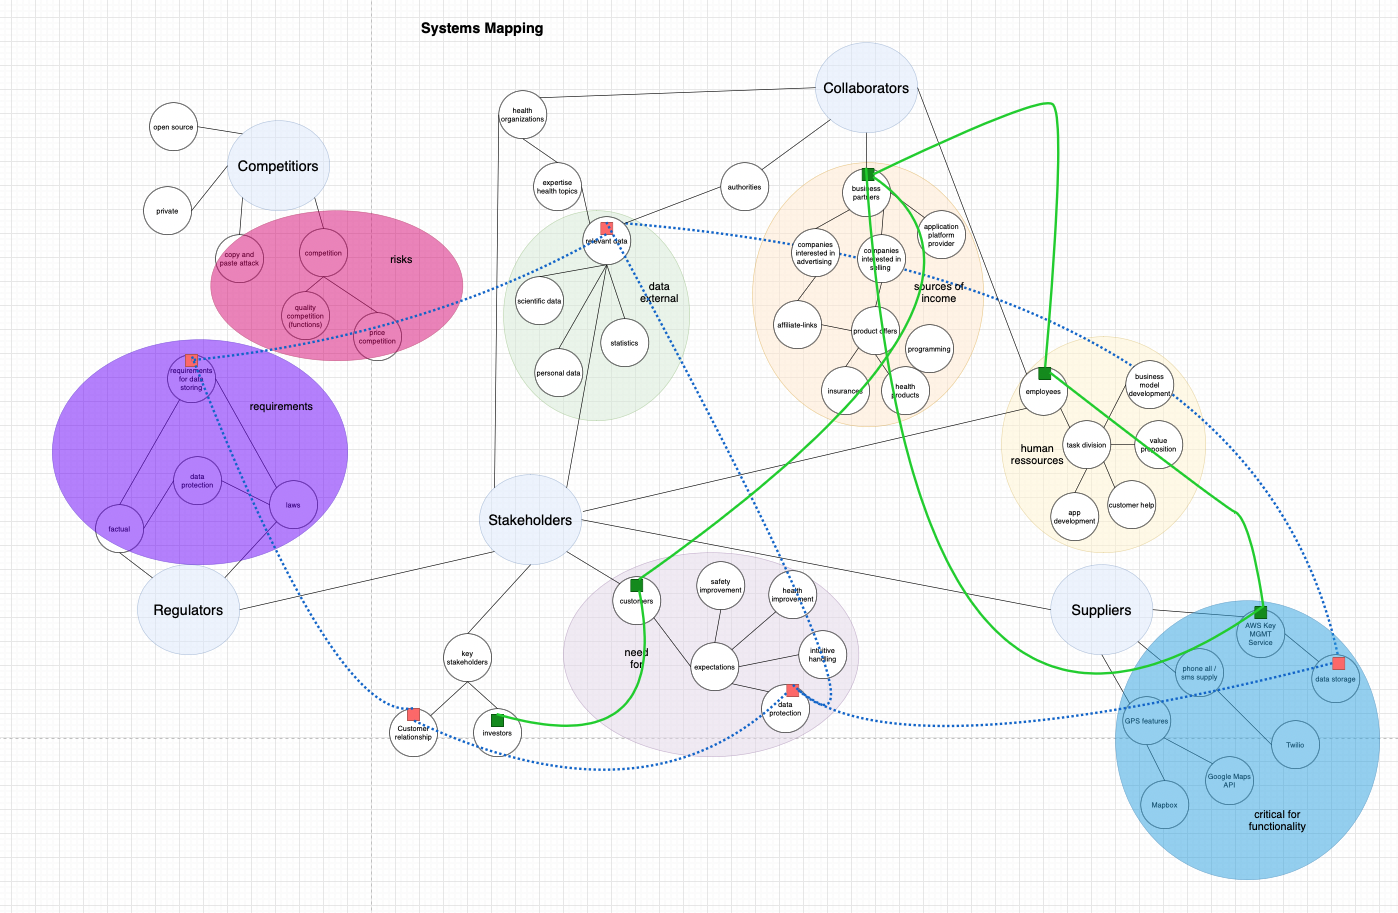 Systems Mapping
Collaborators
health
organizations
open source
Competitiors
expertise
health topics
authorities
business
partners
private
application
platform
provider
relevant data
copy and
paste attack
competition
risks
companies
interested in
advertising
companies
interested in
selling
data
external
sources of
income
scientific data
quality
competition
(functions)
price
competition
statistics
affiliate-links
product offers
programming
requirements
for data
storing
personal data
insurances
health
products
requirements
employees
business
model
development
human
ressources
task division
value
proposition
data
protection
laws
factual
app
development
customer help
Stakeholders
Regulators
customers
safety
improvement
health
improvement
Suppliers
AWS Key
MGMT
Service
key
stakeholders
need
for
expectations
intuitive
handling
phone all /
sms supply
data storage
data
protection
Customer
relationship
investors
GPS features
Twilio
Google Maps
API
Mapbox
critical for
functionality